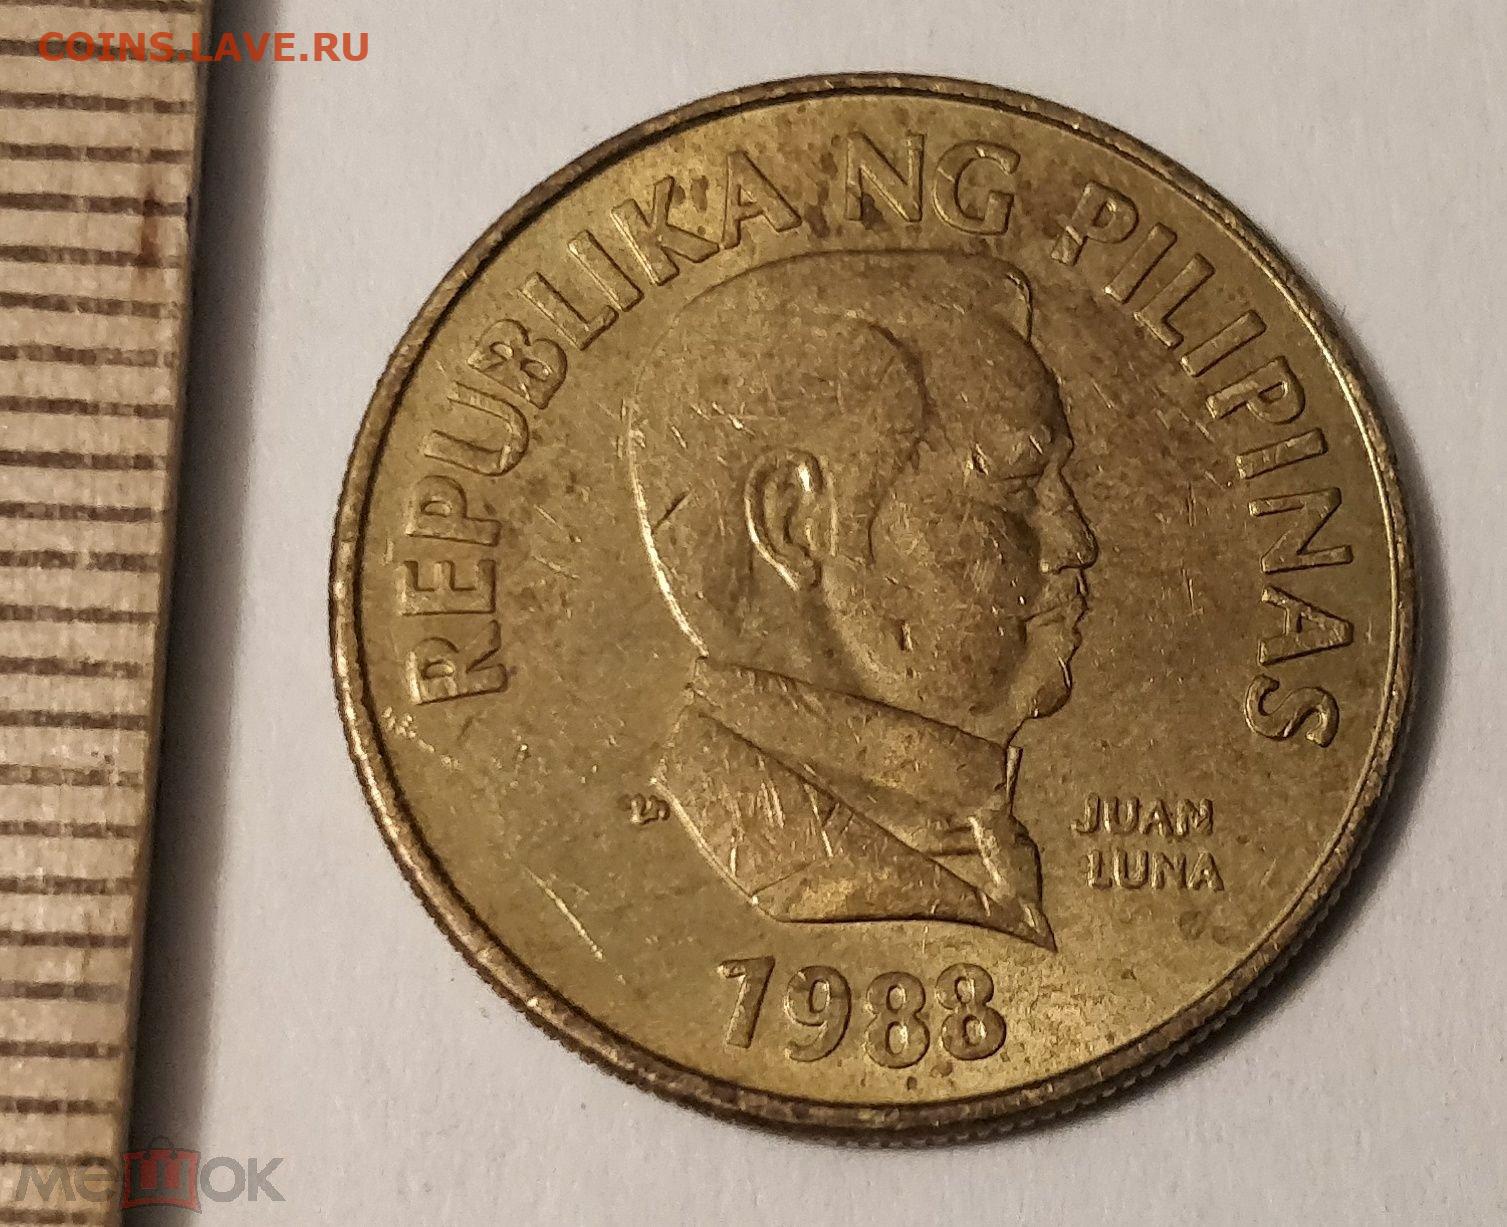 COINS.LAVE.RU
REPUBLIKA NG PILIPINAS
JUAN
LUNA
1988
мешок